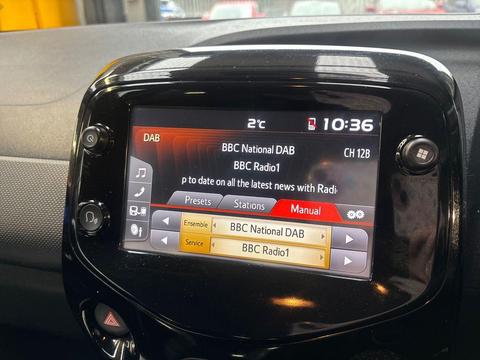 2°C 10:36
DAB
BBC National DAB
BBC Radio1
CH 12B
p to date on all the latest news with Radi
Presets Stations Manual
Ensemble BBC National DAB
Service BBC Radio1